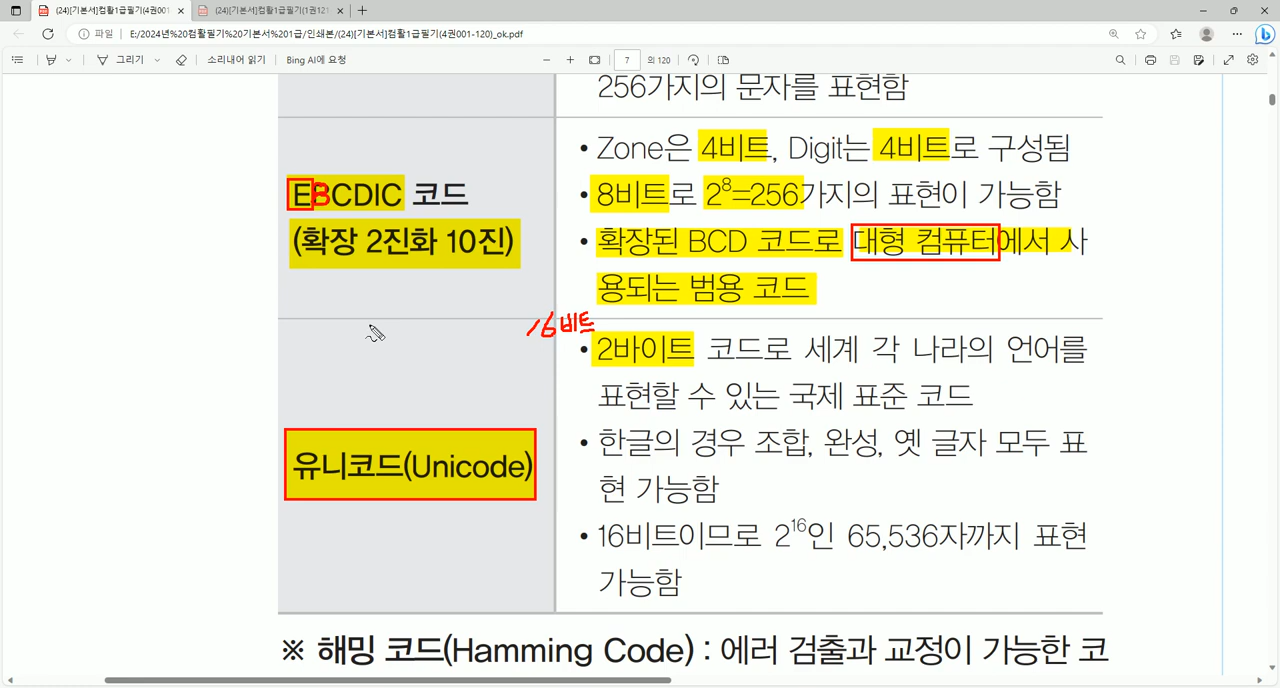 (24)[기본서]컴활1급필기(4권001
(24)[기본서]컴활1급필기(1권121
파일
E:/2024년%20컴활필기%20기본서%201급/인쇄본/(24)[기본서]컴활1급필기(4권001-120)_ok.pdf
그리기
소리내어 읽기
Bing AI에 요청
7
외 120
256가지의 문자를 표현함
EBCDIC 코드
(확장 2진화 10진)
• Zone은 4비트, Digit는 4비트로 구성됨
• 8비트로 2⁸=256가지의 표현이 가능함
• 확장된 BCD 코드로 대형 컴퓨터에서 사
용되는 범용 코드
16비트
유니코드(Unicode)
• 2바이트 코드로 세계 각 나라의 언어를
표현할 수 있는 국제 표준 코드
• 한글의 경우 조합, 완성, 옛 글자 모두 표
현 가능함
• 16비트이므로 2¹⁶인 65,536자까지 표현
가능함
※ 해밍 코드(Hamming Code) : 에러 검출과 교정이 가능한 코